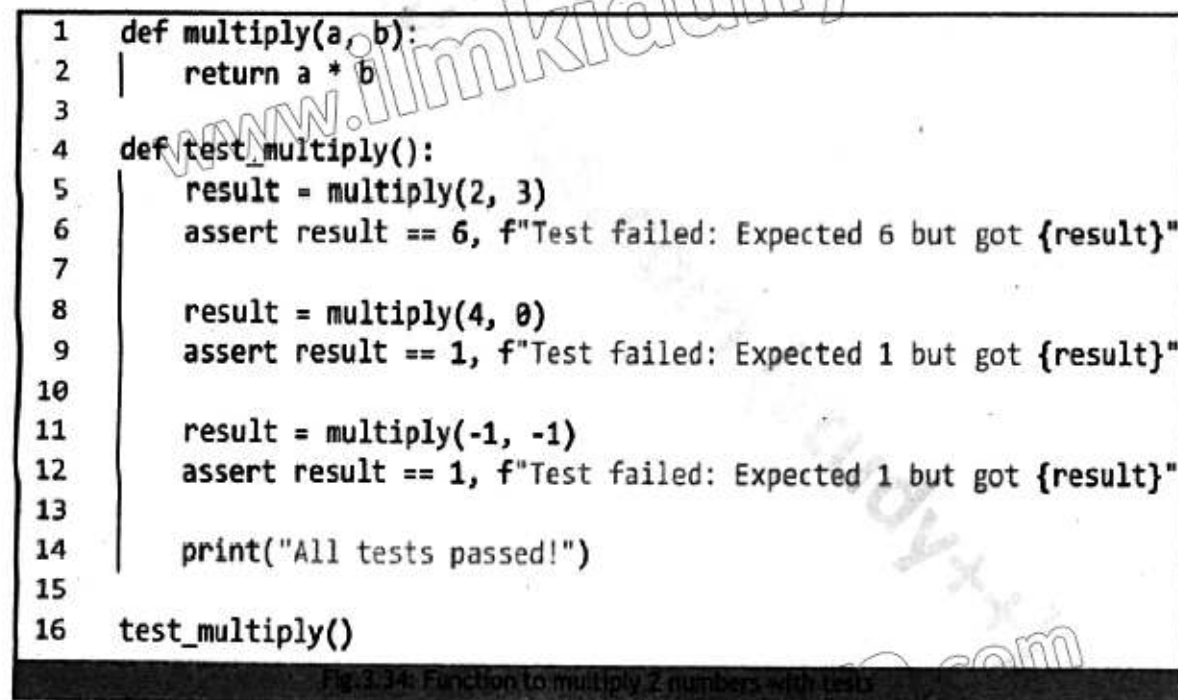 www.ilmkidunya
1 def multiply(a, b):
2 return a * b
3
4 def test_multiply():
5 result = multiply(2, 3)
6 assert result == 6, f"Test failed: Expected 6 but got {result}"
7
8 result = multiply(4, 0)
9 assert result == 1, f"Test failed: Expected 1 but got {result}"
10
11 result = multiply(-1, -1)
12 assert result == 1, f"Test failed: Expected 1 but got {result}"
13
14 print("All tests passed!")
15
16 test_multiply()
.com
Fig.3.34: Function to multiply 2 numbers with tests